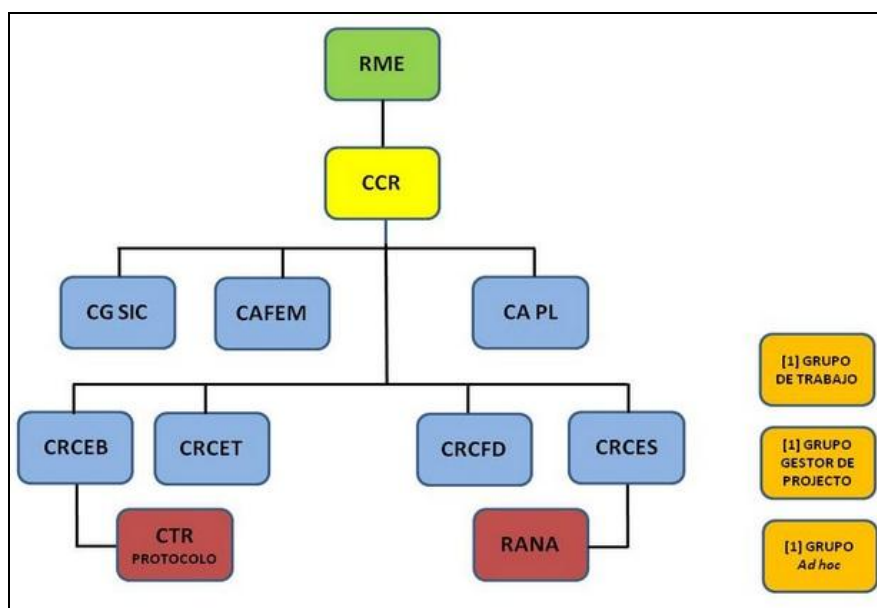 RME
CCR
CG SIC
CAFEM
CA PL
CRCEB
CRCET
CRCFD
CRCES
CTR
PROTOCOLO
RANA
[1] GRUPO
DE TRABAJO
[1] GRUPO
GESTOR DE
PROJECTO
[1] GRUPO
Ad hoc